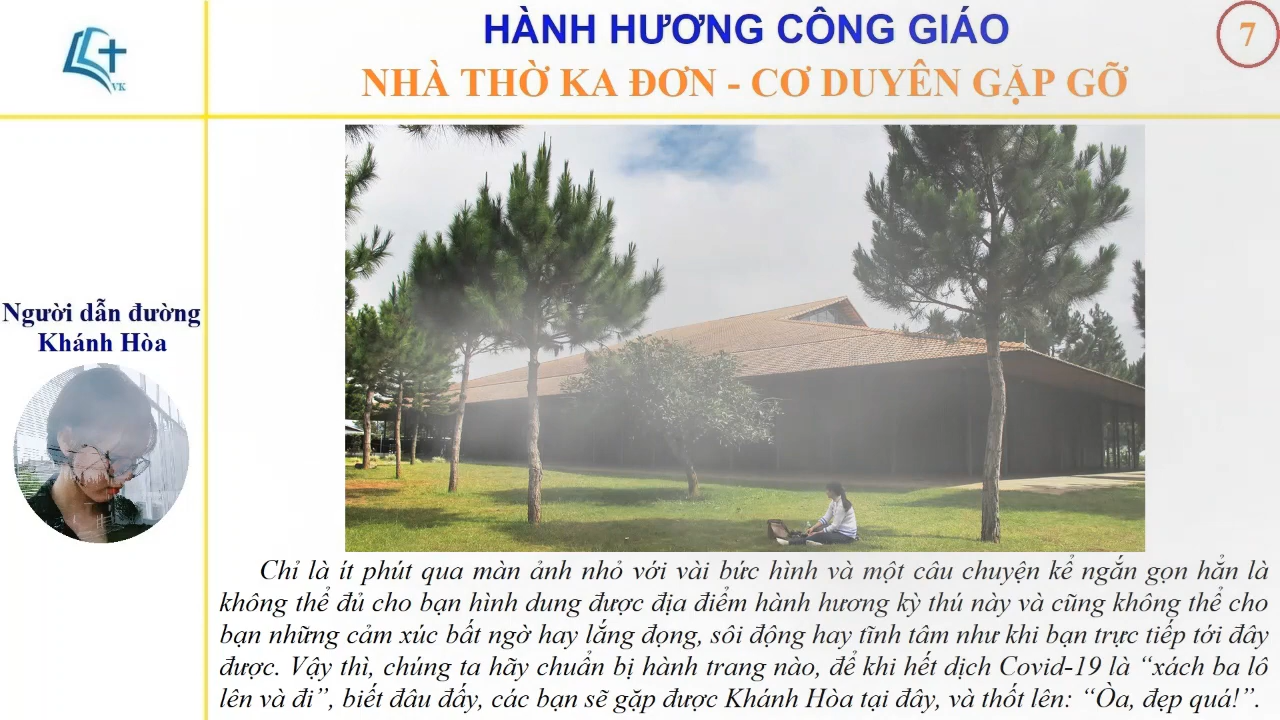 HÀNH HƯƠNG CÔNG GIÁO
7
NHÀ THỜ KA ĐƠN - CƠ DUYÊN GẶP GỠ
VK
Người dẫn đường
Khánh Hòa
Chỉ là ít phút qua màn ảnh nhỏ với vài bức hình và một câu chuyện kể ngắn gọn hẳn là
không thể đủ cho bạn hình dung được địa điểm hành hương kỳ thú này và cũng không thể cho
bạn những cảm xúc bất ngờ hay lắng đọng, sôi động hay tĩnh tâm như khi bạn trực tiếp tới đây
được. Vậy thì, chúng ta hãy chuẩn bị hành trang nào, để khi hết dịch Covid-19 là “xách ba lô
lên và đi”, biết đâu đấy, các bạn sẽ gặp được Khánh Hòa tại đây, và thốt lên: “Òa, đẹp quá!”.